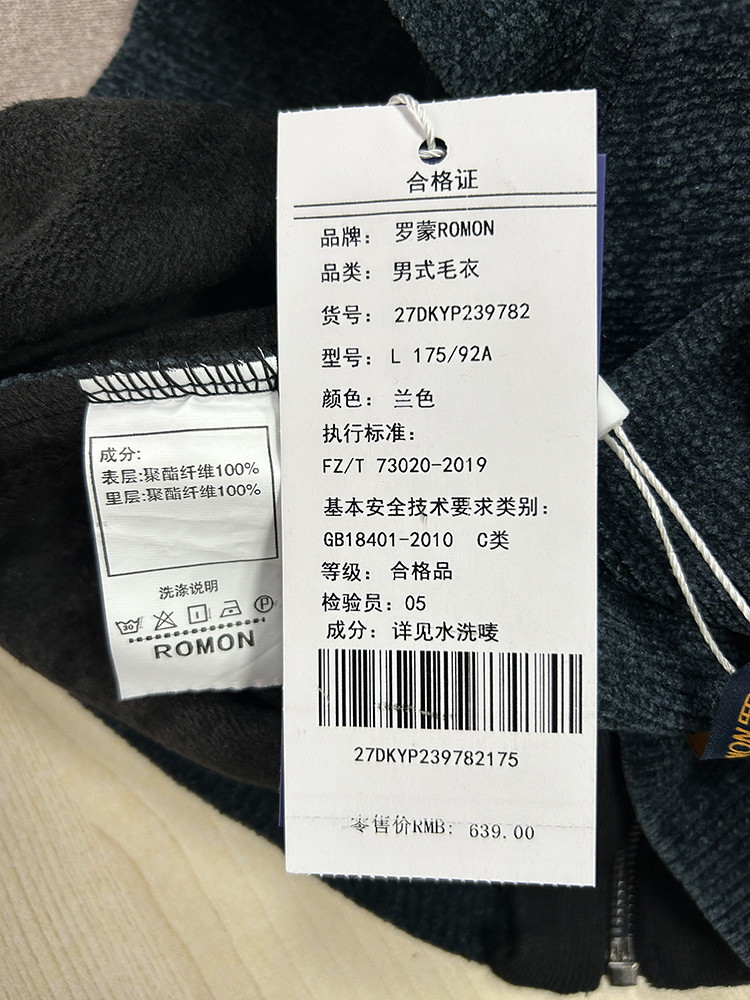 合格证
品牌: 罗蒙ROMON
品类: 男式毛衣
货号: 27DKYP239782
型号: L 175/92A
颜色: 兰色
执行标准:
FZ/T 73020-2019
基本安全技术要求类别:
GB18401-2010 C类
等级: 合格品
检验员: 05
成分: 详见水洗唛
27DKYP239782175
零售价RMB: 639.00
成分:
表层:聚酯纤维100%
里层:聚酯纤维100%
洗涤说明
30
P
ROMON